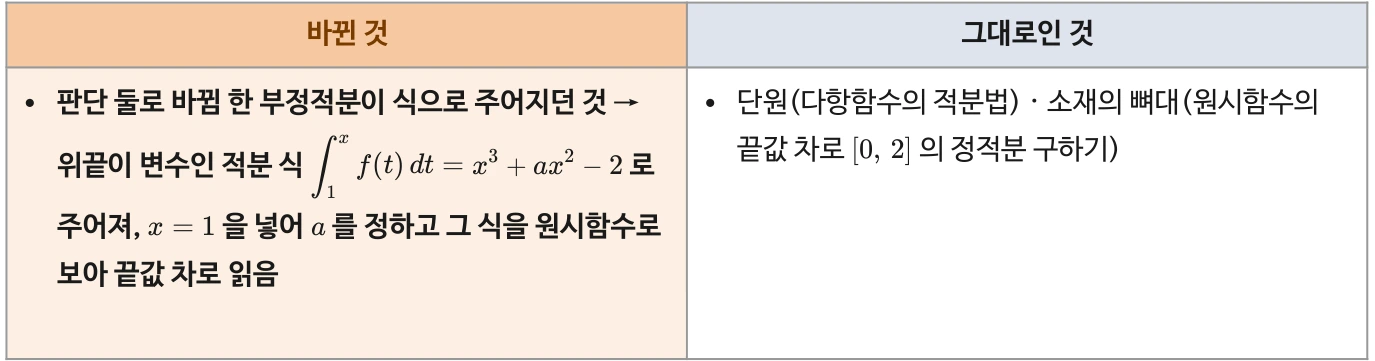 바뀐 것
그대로인 것
• 판단 둘로 바뀜 한 부정적분이 식으로 주어지던 것 →
위끝이 변수인 적분 식 ∫₁ˣ f(t) dt = x³ + ax² − 2 로
주어져, x = 1 을 넣어 a 를 정하고 그 식을 원시함수로
보아 끝값 차로 읽음
• 단원(다항함수의 적분법) · 소재의 뼈대(원시함수의
끝값 차로 [0, 2] 의 정적분 구하기)